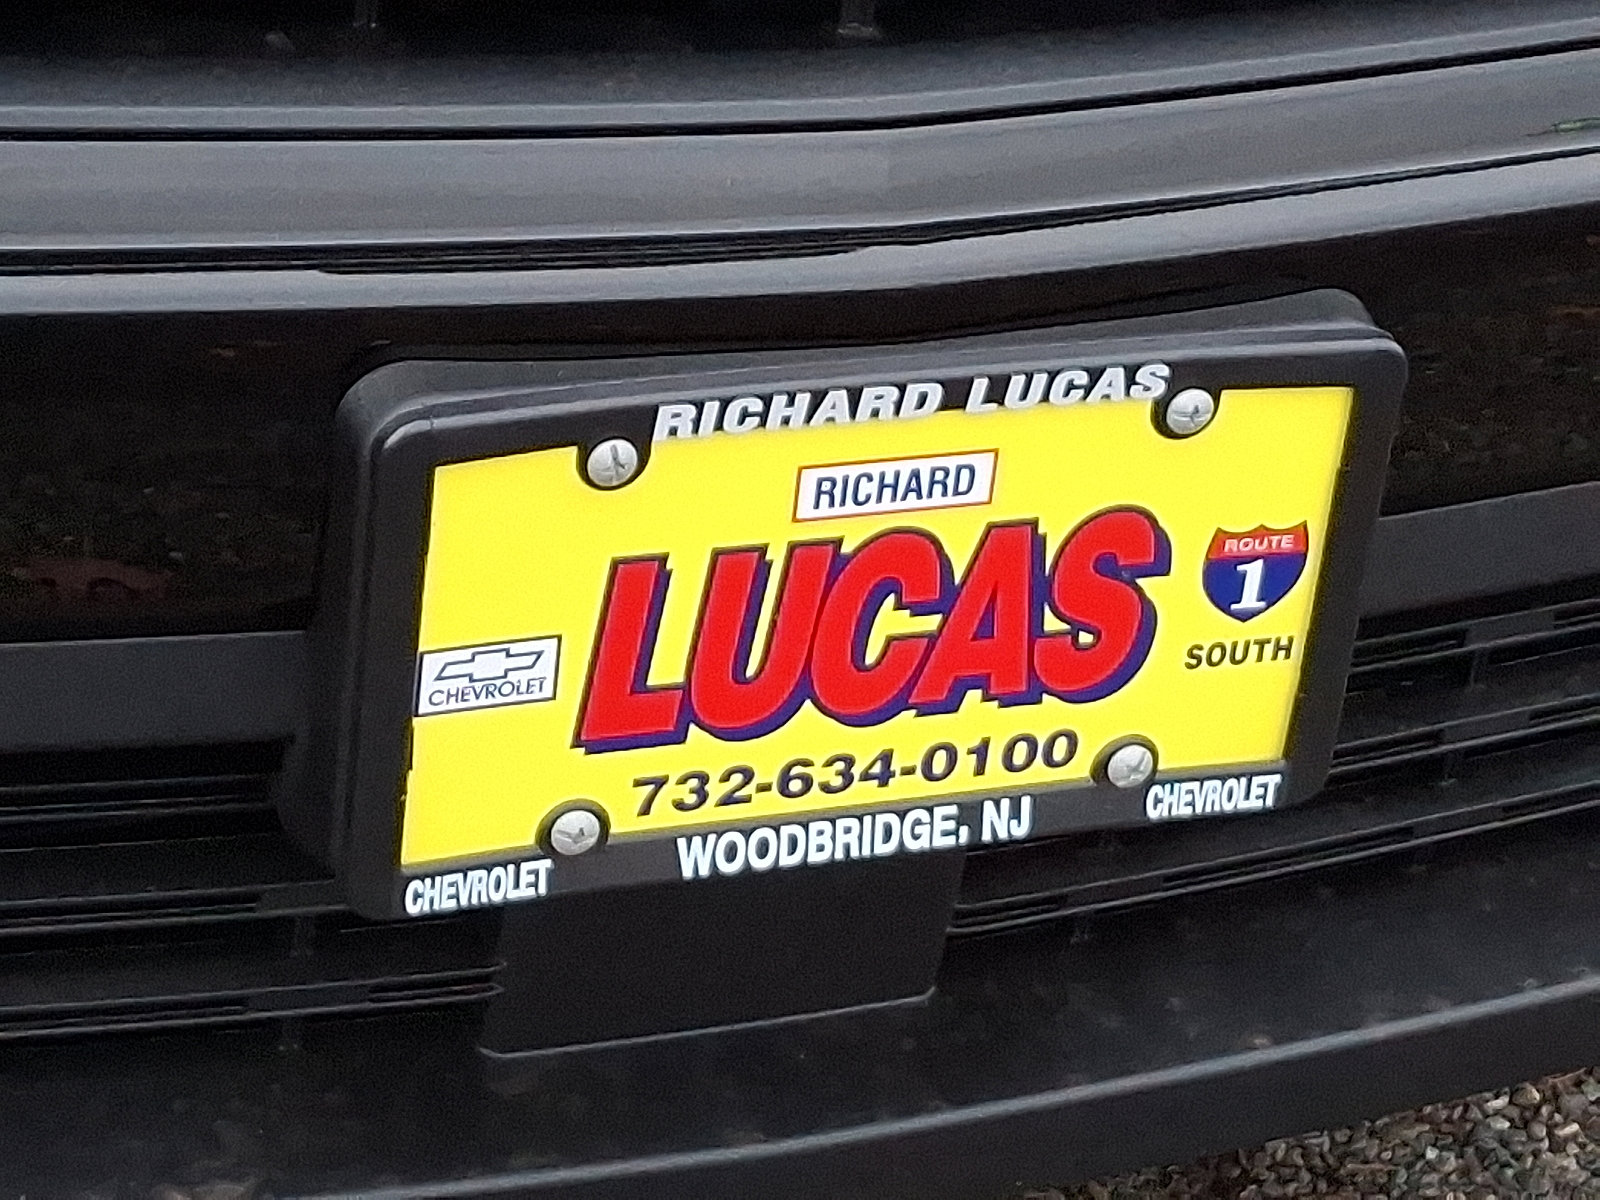 RICHARD LUCAS
RICHARD
LUCAS
ROUTE
1
SOUTH
CHEVROLET
732-634-0100
CHEVROLET
WOODBRIDGE, NJ
CHEVROLET